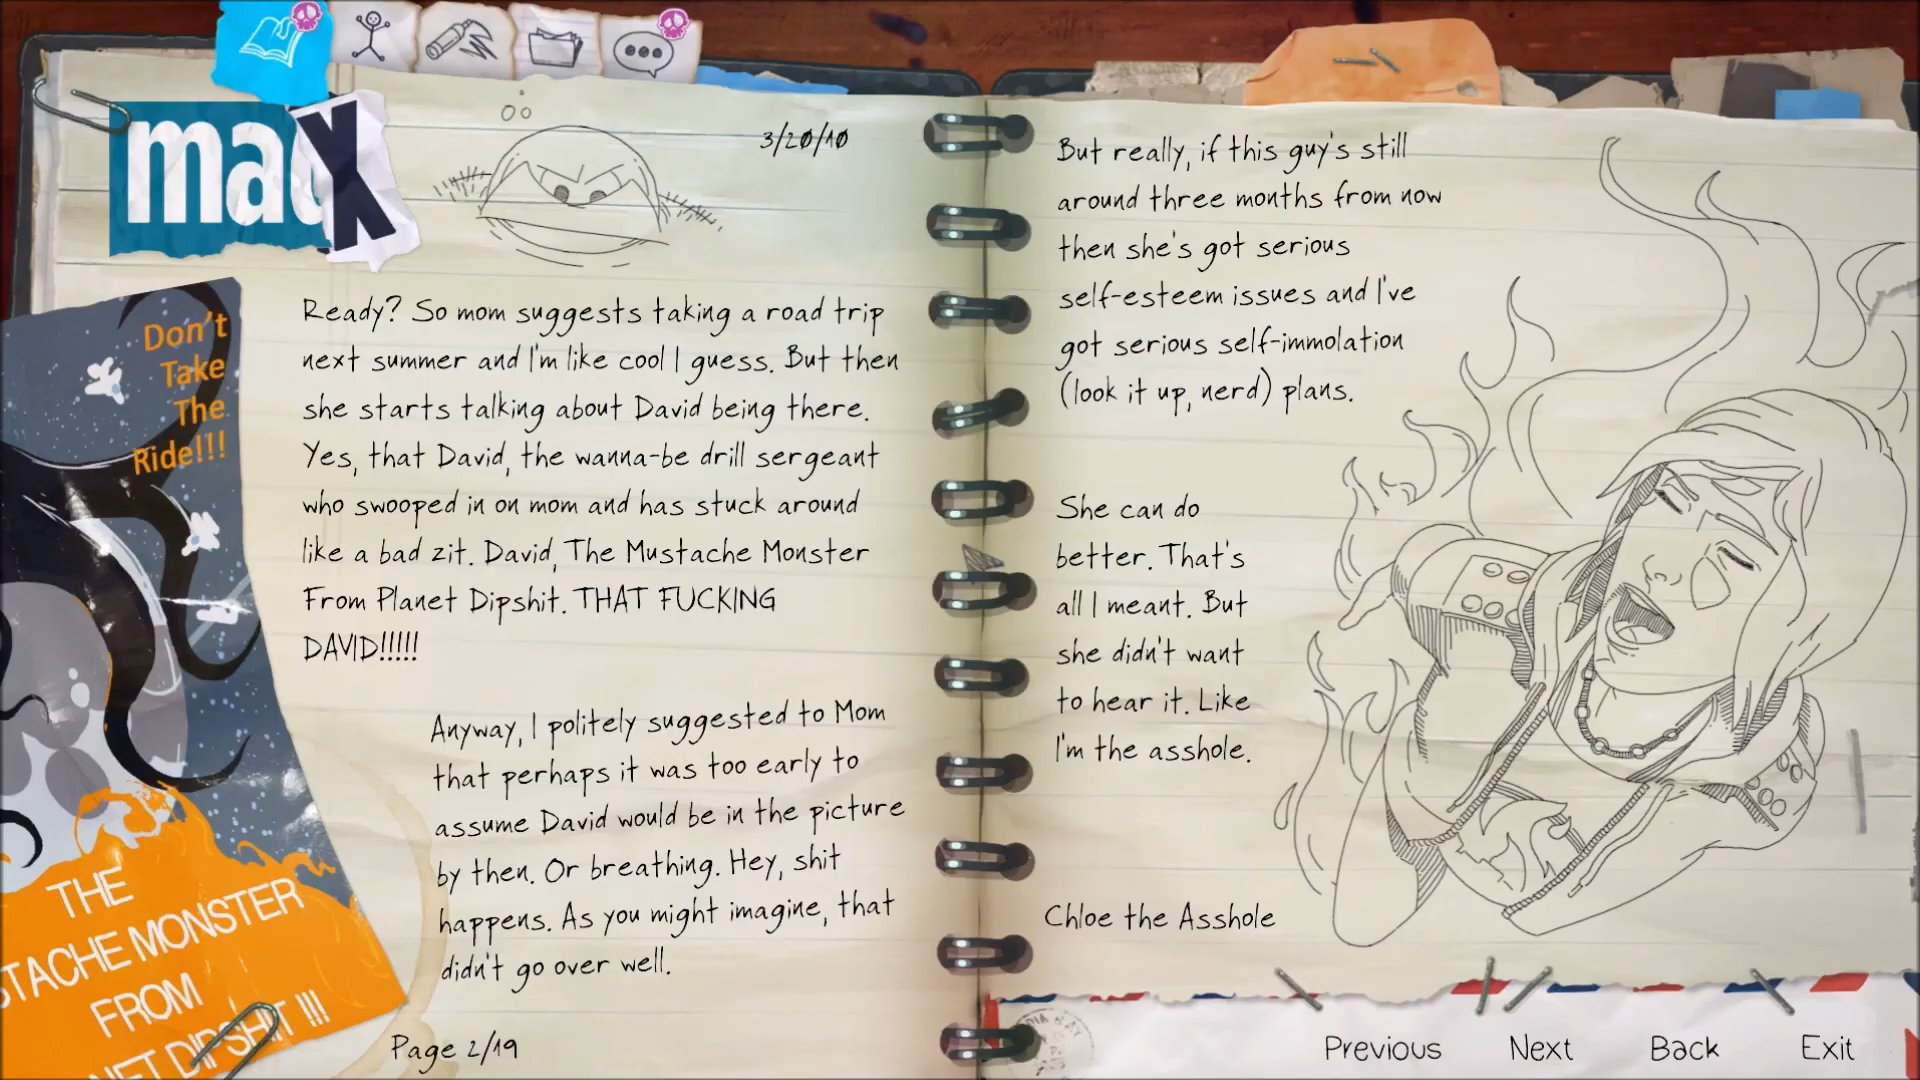 madX
3/20/10
Don't
Take
The
Ride!!!
Ready? So mom suggests taking a road trip
next summer and I'm like cool I guess. But then
she starts talking about David being there.
Yes, that David, the wanna-be drill sergeant
who swooped in on mom and has stuck around
like a bad zit. David, The Mustache Monster
From Planet Dipshit. THAT FUCKING
DAVID!!!!!
Anyway, I politely suggested to Mom
that perhaps it was too early to
assume David would be in the picture
by then. Or breathing. Hey, shit
happens. As you might imagine, that
didn't go over well.
THE
STACHE MONSTER
FROM
NET DIPSHIT !!!
Page 2/19
But really, if this guy's still
around three months from now
then she's got serious
self-esteem issues and I've
got serious self-immolation
(look it up, nerd) plans.
She can do
better. That's
all I meant. But
she didn't want
to hear it. Like
I'm the asshole.
Chloe the Asshole
Previous Next Back Exit